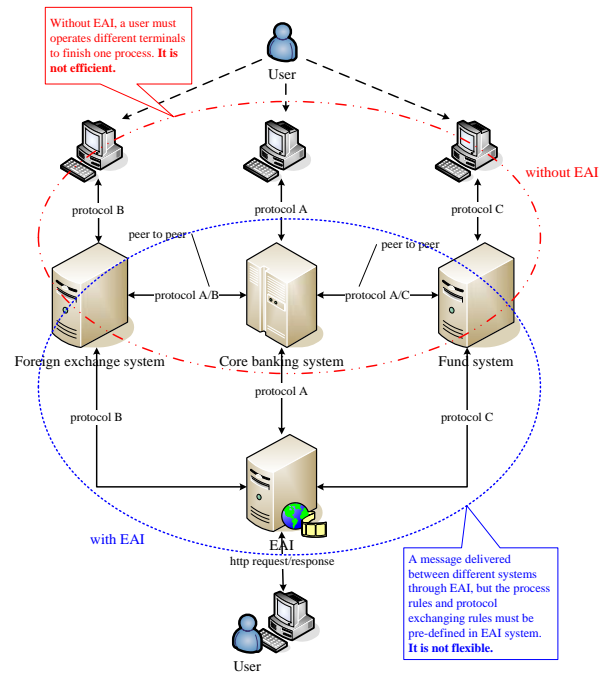 Without EAI, a user must
operates different terminals
to finish one process. It is
not efficient.
User
without EAI
protocol B
protocol A
protocol C
peer to peer
peer to peer
protocol A/B
protocol A/C
Foreign exchange system
Core banking system
Fund system
protocol A
protocol B
protocol C
with EAI
EAI
http request/response
A message delivered
between different systems
through EAI, but the process
rules and protocol
exchanging rules must be
pre-defined in EAI system.
It is not flexible.
User